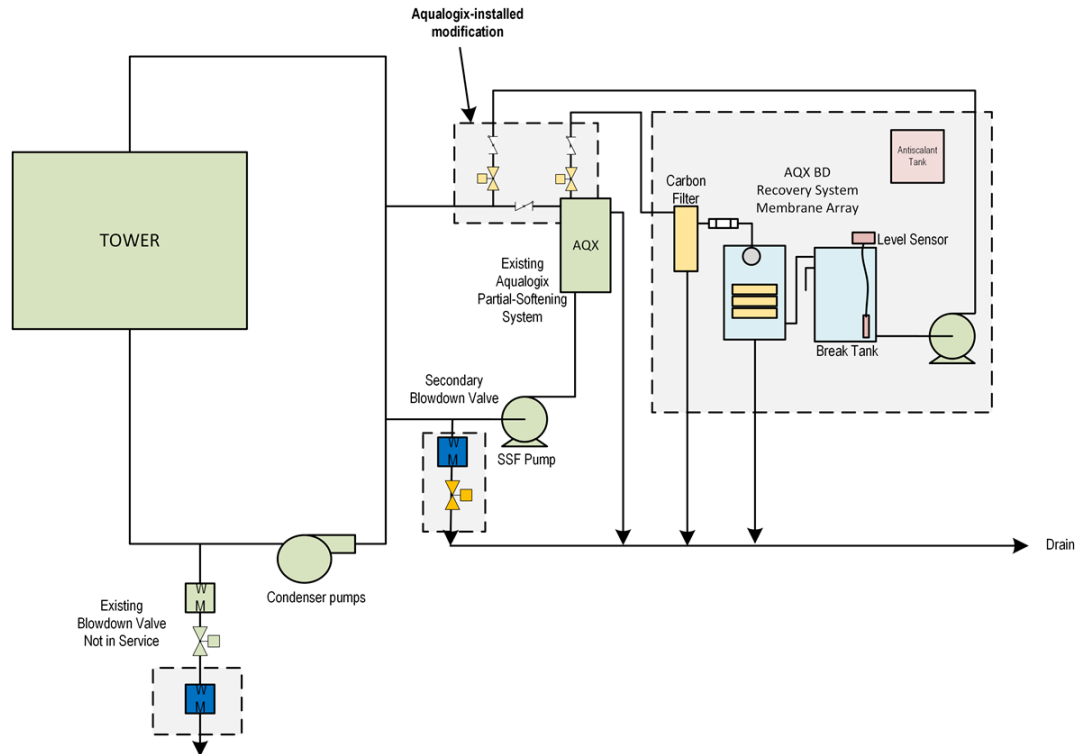 Aqualogix-installed
modification
Antiscalant
Tank
AQX BD
Recovery System
Membrane Array
Carbon
Filter
Level Sensor
TOWER
AQX
Existing
Aqualogix
Partial-Softening
System
Break Tank
Secondary
Blowdown Valve
W
M
SSF Pump
Drain
Condenser pumps
W
M
Existing
Blowdown Valve
Not in Service
W
M